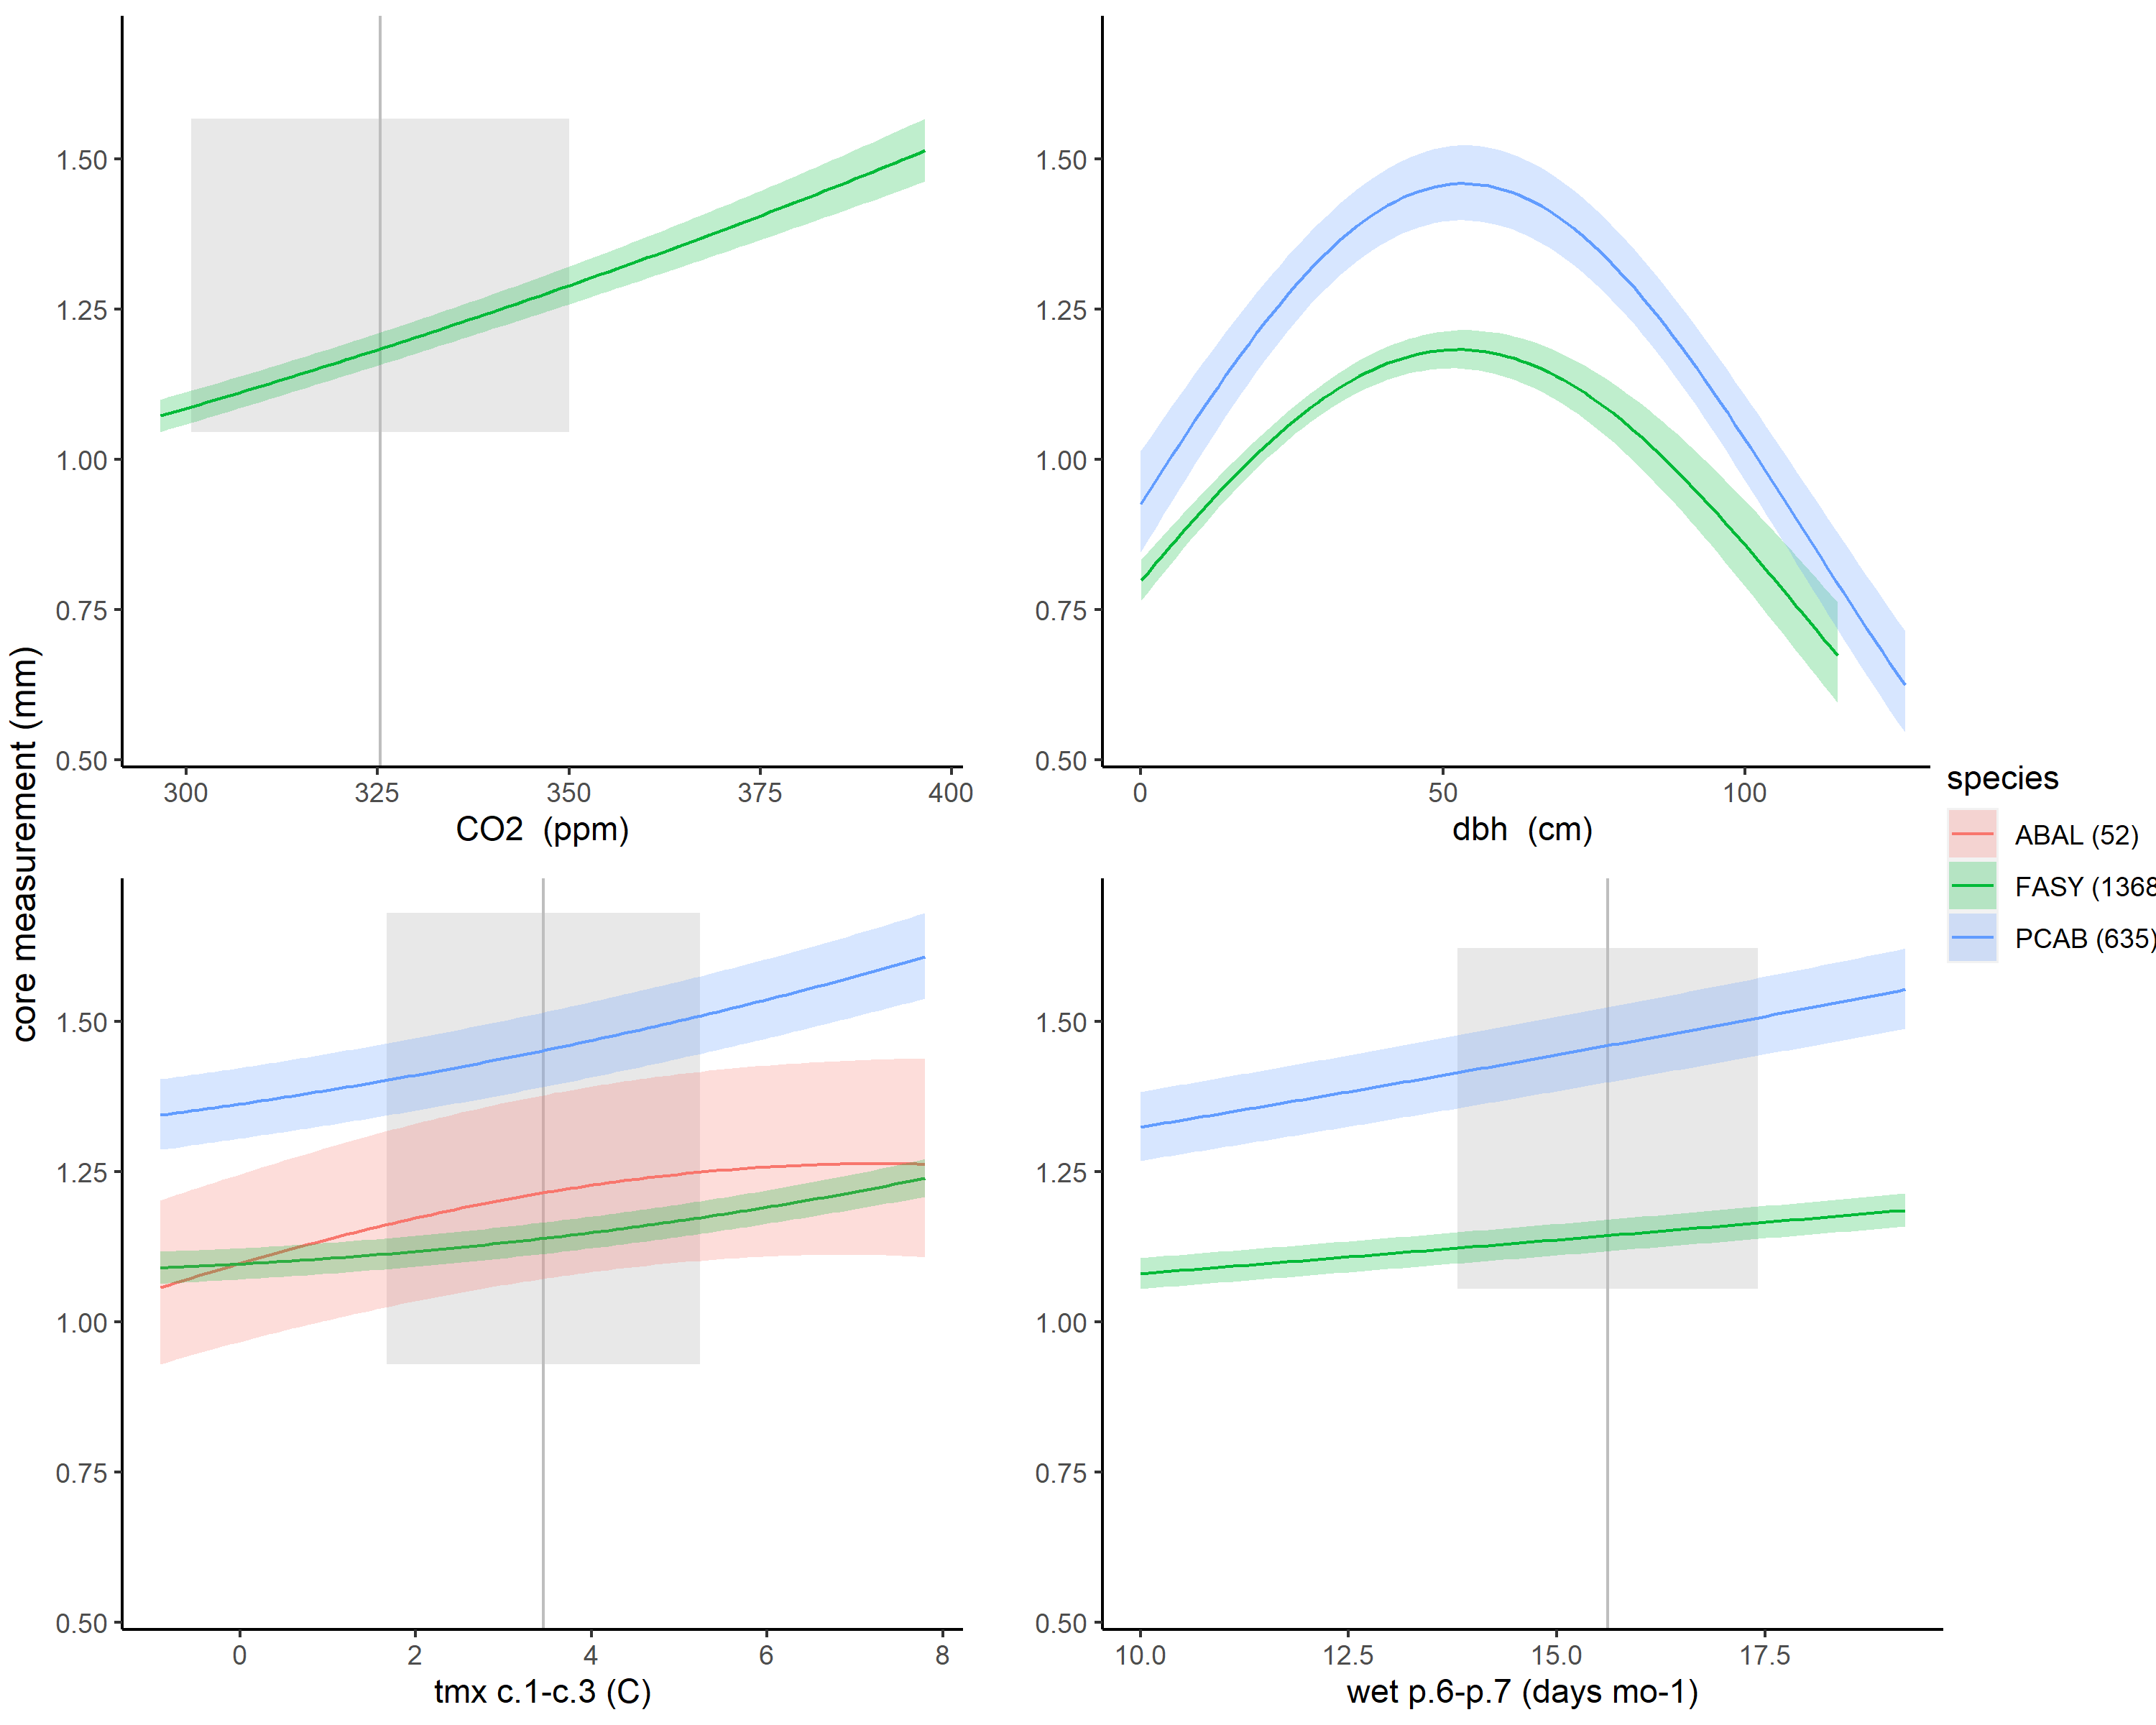 core measurement (mm)
1.50
1.25
1.00
0.75
0.50
300 325 350 375 400
CO2 (ppm)
1.50
1.25
1.00
0.75
0.50
0 50 100
dbh (cm)
1.50
1.25
1.00
0.75
0.50
0 2 4 6 8
tmx c.1-c.3 (C)
1.50
1.25
1.00
0.75
0.50
10.0 12.5 15.0 17.5
wet p.6-p.7 (days mo-1)
species
ABAL (52)
FASY (1368
PCAB (635)